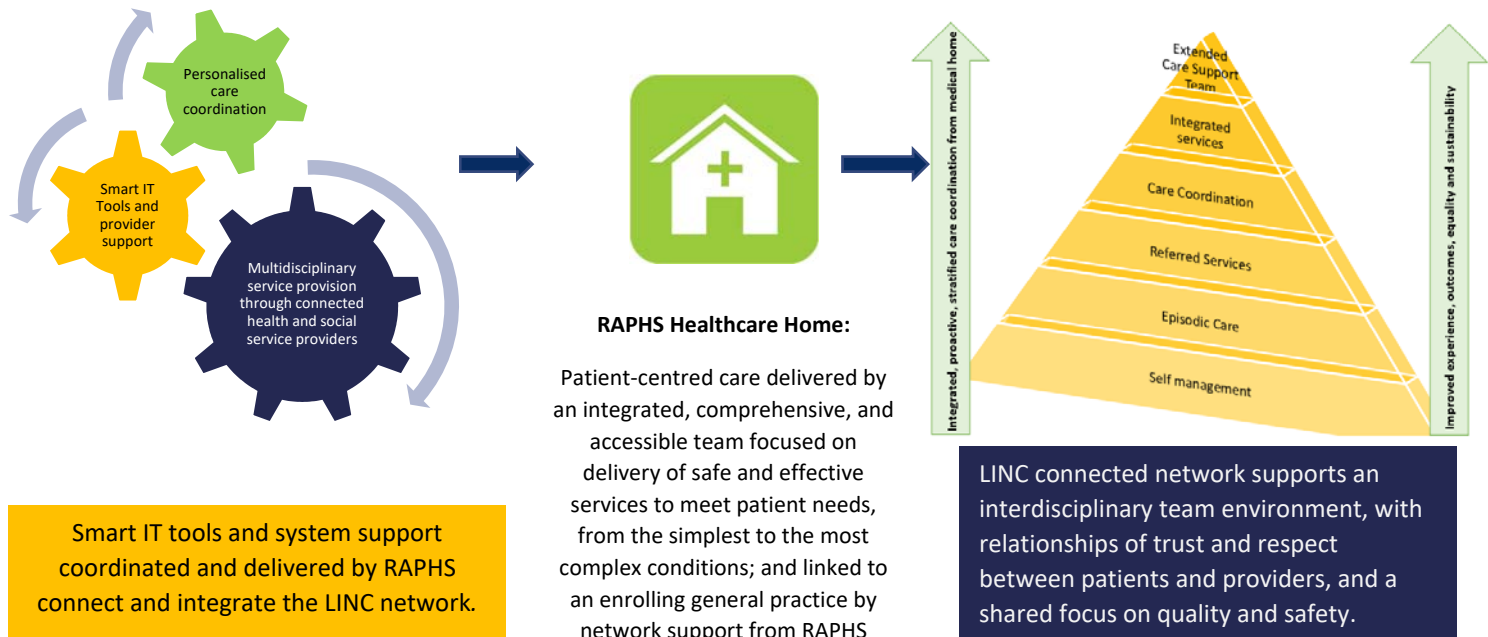 Personalised
care
coordination
Smart IT
Tools and
provider
support
Multidisciplinary
service provision
through connected
health and social
service providers
Smart IT tools and system support
coordinated and delivered by RAPHS
connect and integrate the LINC network.
RAPHS Healthcare Home:
Patient-centred care delivered by
an integrated, comprehensive, and
accessible team focused on
delivery of safe and effective
services to meet patient needs,
from the simplest to the most
complex conditions; and linked to
an enrolling general practice by
network support from RAPHS
Integrated, proactive, stratified care coordination from medical home
Extended
Care Support
Team
Integrated
services
Care Coordination
Referred Services
Episodic Care
Self management
Improved experience, outcomes, equality and sustainability
LINC connected network supports an
interdisciplinary team environment, with
relationships of trust and respect
between patients and providers, and a
shared focus on quality and safety.